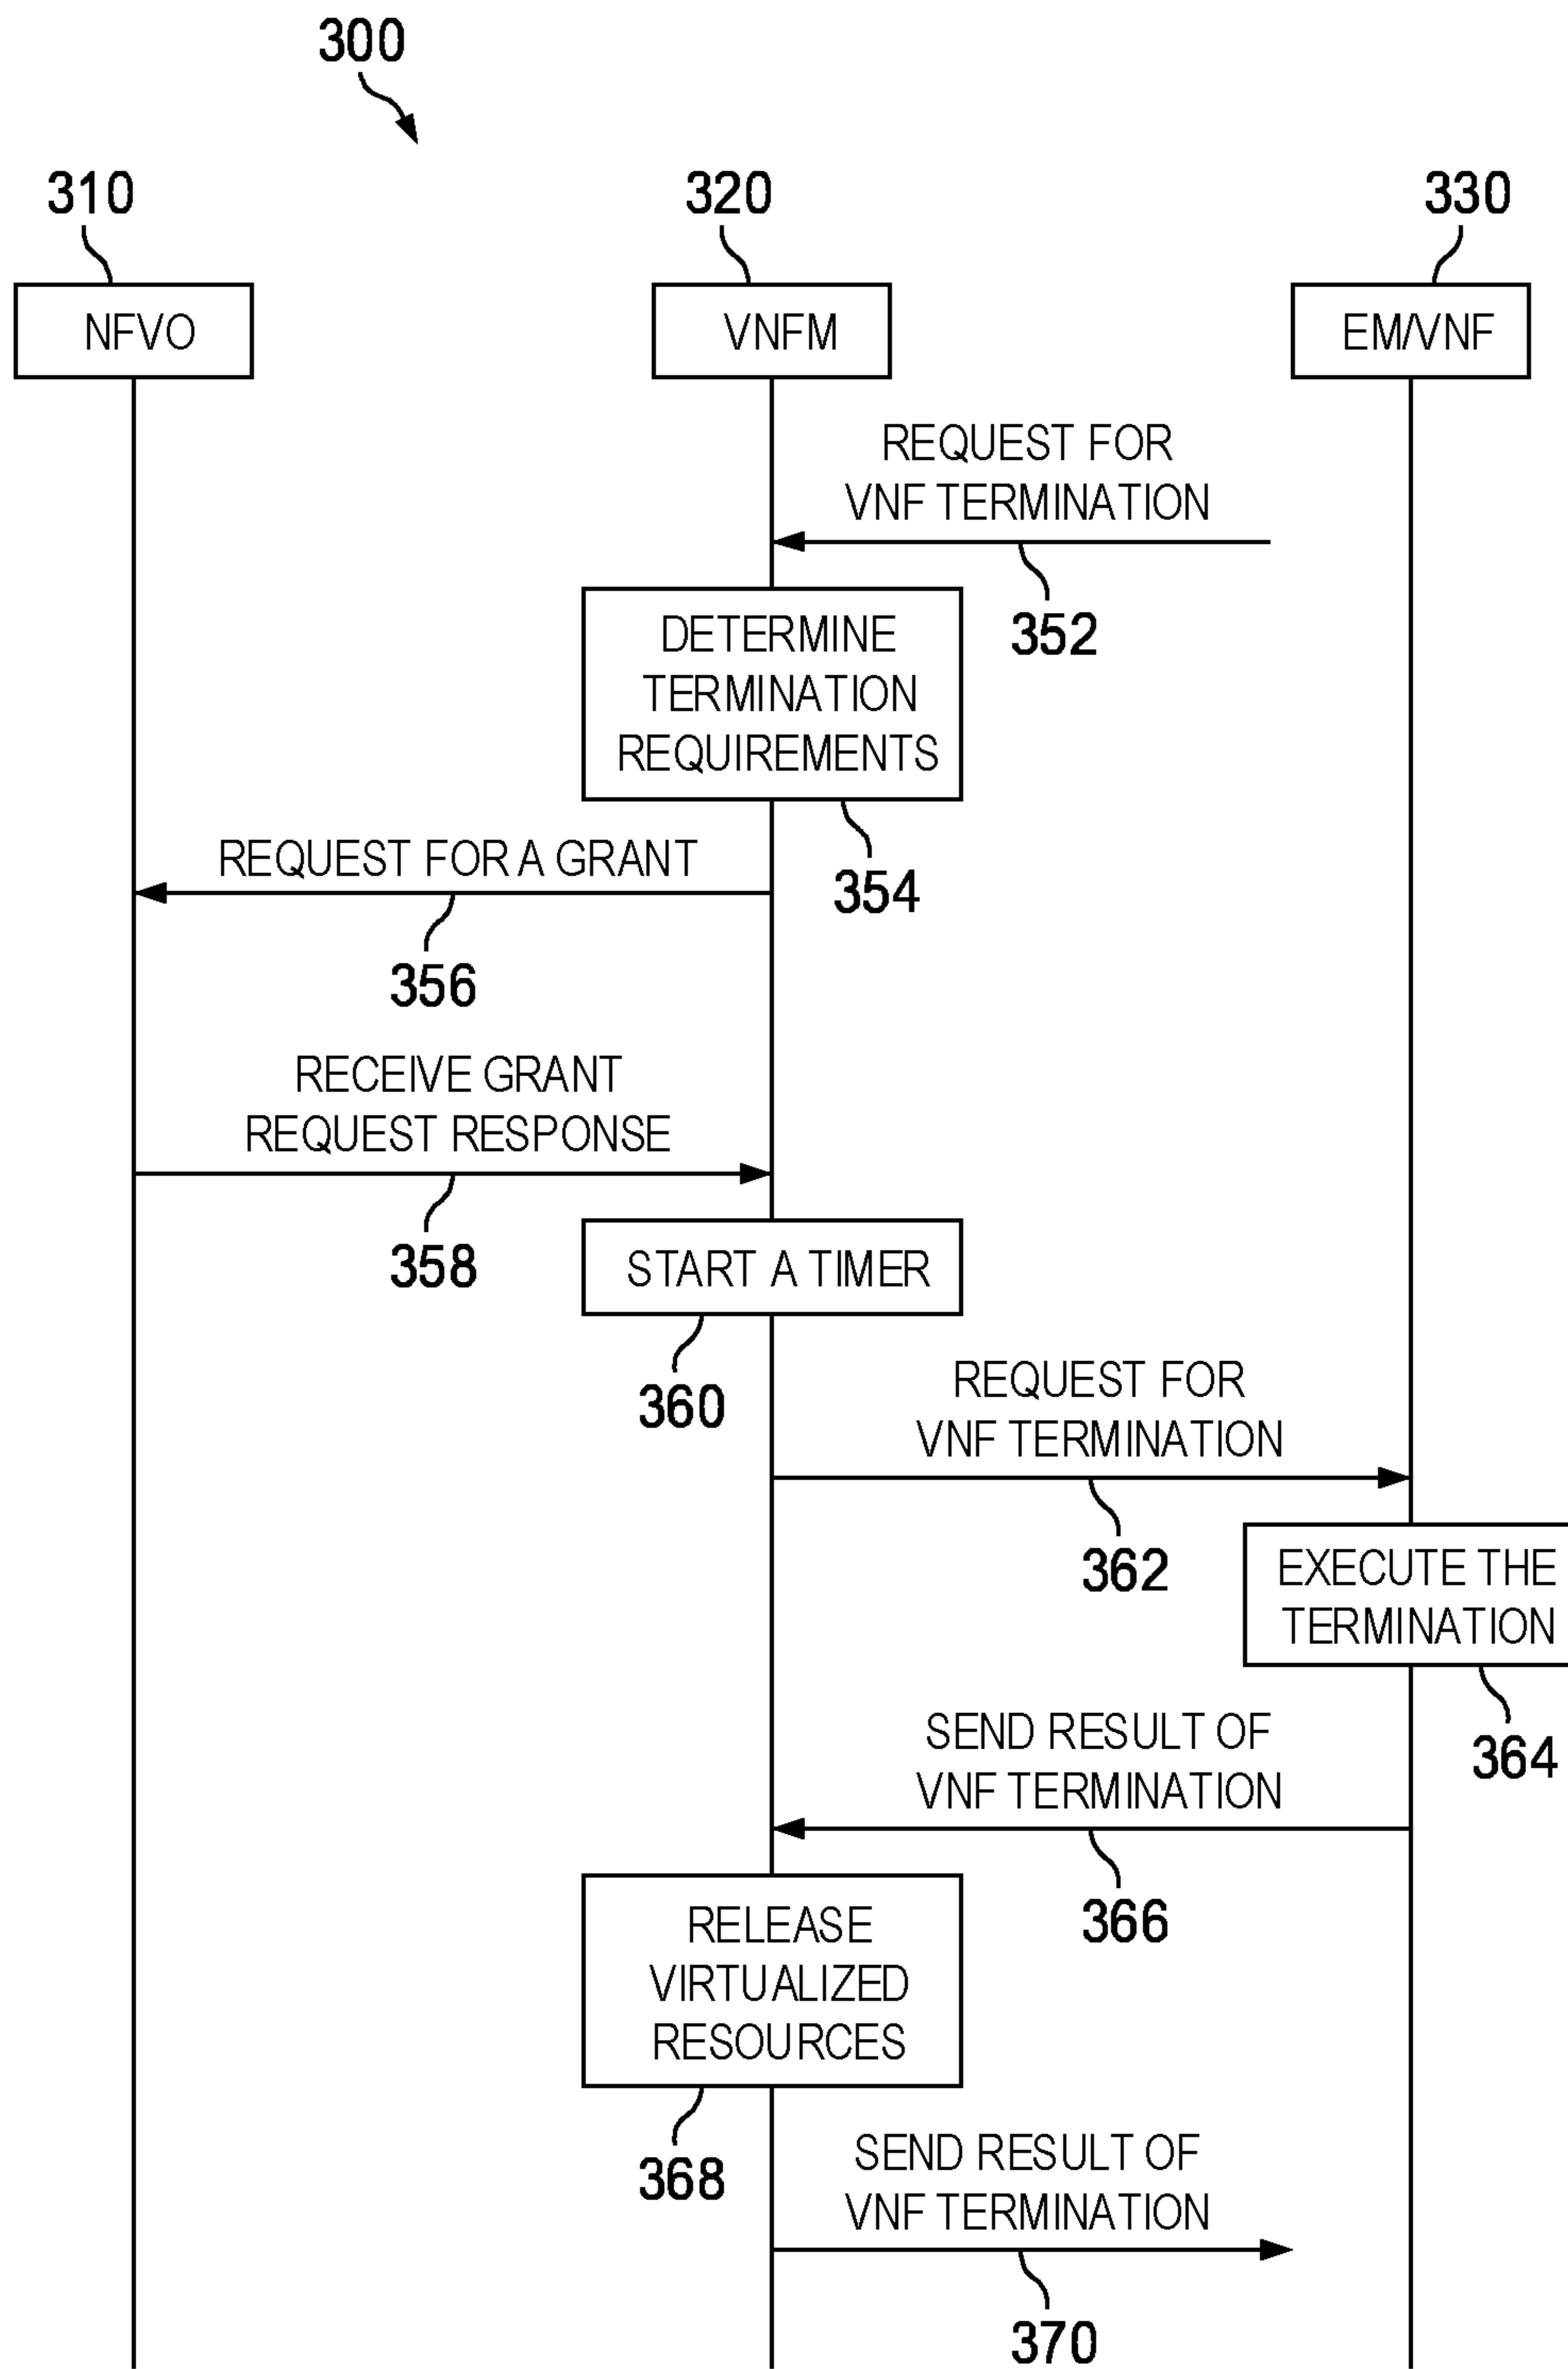 300
310
320
330
NFVO
VNFM
EM/VNF
REQUEST FOR
VNF TERMINATION
352
DETERMINE
TERMINATION
REQUIREMENTS
354
REQUEST FOR A GRANT
356
RECEIVE GRANT
REQUEST RESPONSE
358
START A TIMER
360
REQUEST FOR
VNF TERMINATION
362
EXECUTE THE
TERMINATION
364
SEND RESULT OF
VNF TERMINATION
366
RELEASE
VIRTUALIZED
RESOURCES
368
SEND RESULT OF
VNF TERMINATION
370